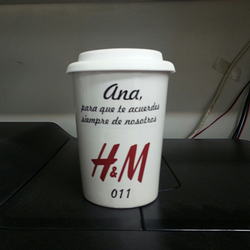 Ana,
para que te acuerdes
siempre de nosotros
H&M
011